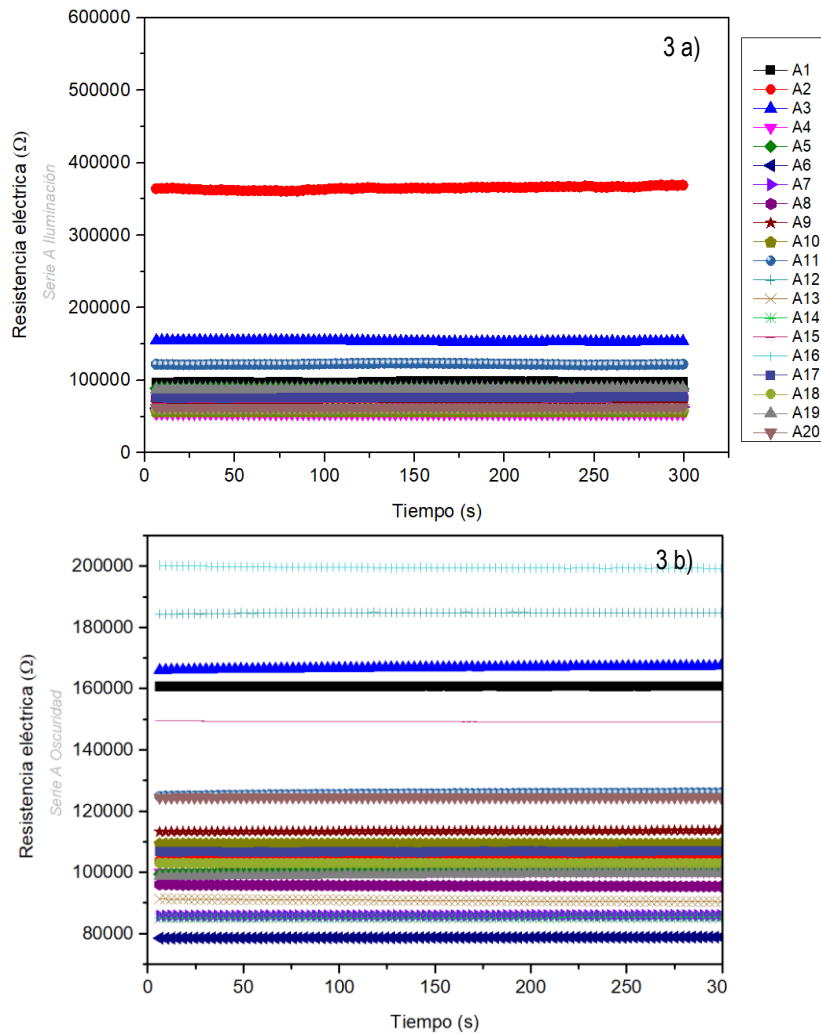 600000
3 a)
500000
400000
300000
200000
100000
0
0
50
100
150
200
250
300
Resistencia eléctrica (Ω)
Serie A Iluminación
Tiempo (s)
A1
A2
A3
A4
A5
A6
A7
A8
A9
A10
A11
A12
A13
A14
A15
A16
A17
A18
A19
A20
3 b)
200000
180000
160000
140000
120000
100000
80000
0
50
100
150
200
250
30
Resistencia eléctrica (Ω)
Serie A Oscuridad
Tiempo (s)